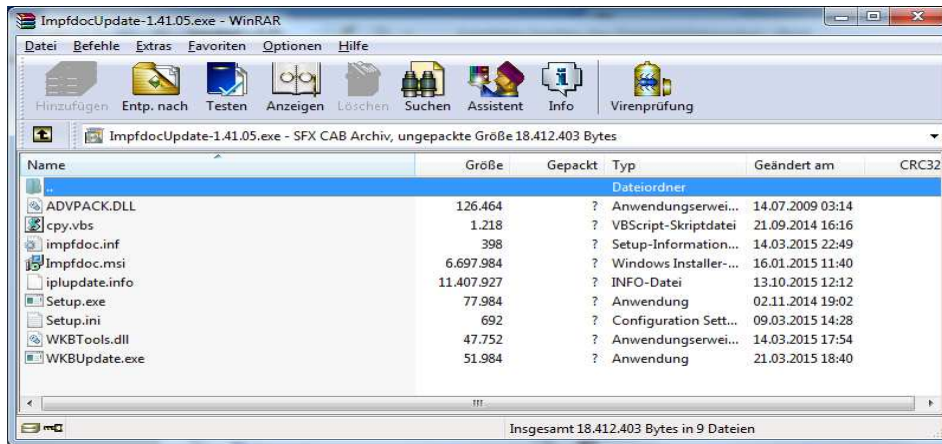 ImpfdocUpdate-1.41.05.exe - WinRAR
Datei Befehle Extras Favoriten Optionen Hilfe
Hinzufügen Entp. nach Testen Anzeigen Löschen Suchen Assistent Info Virenprüfung
ImpfdocUpdate-1.41.05.exe - SFX CAB Archiv, ungepackte Größe 18.412.403 Bytes
Name Größe Gepackt Typ Geändert am CRC32
.. Dateiordner
ADVPACK.DLL 126.464 ? Anwendungserwei... 14.07.2009 03:14
cpy.vbs 1.218 ? VBScript-Skriptdatei 21.09.2014 16:16
impfdoc.inf 398 ? Setup-Information... 14.03.2015 22:49
Impfdoc.msi 6.697.984 ? Windows Installer-... 16.01.2015 11:40
iplupdate.info 11.407.927 ? INFO-Datei 13.10.2015 12:12
Setup.exe 77.984 ? Anwendung 02.11.2014 19:02
Setup.ini 692 ? Configuration Sett... 09.03.2015 14:28
WKBTools.dll 47.752 ? Anwendungserwei... 14.03.2015 17:54
WKBUpdate.exe 51.984 ? Anwendung 21.03.2015 18:40
Insgesamt 18.412.403 Bytes in 9 Dateien